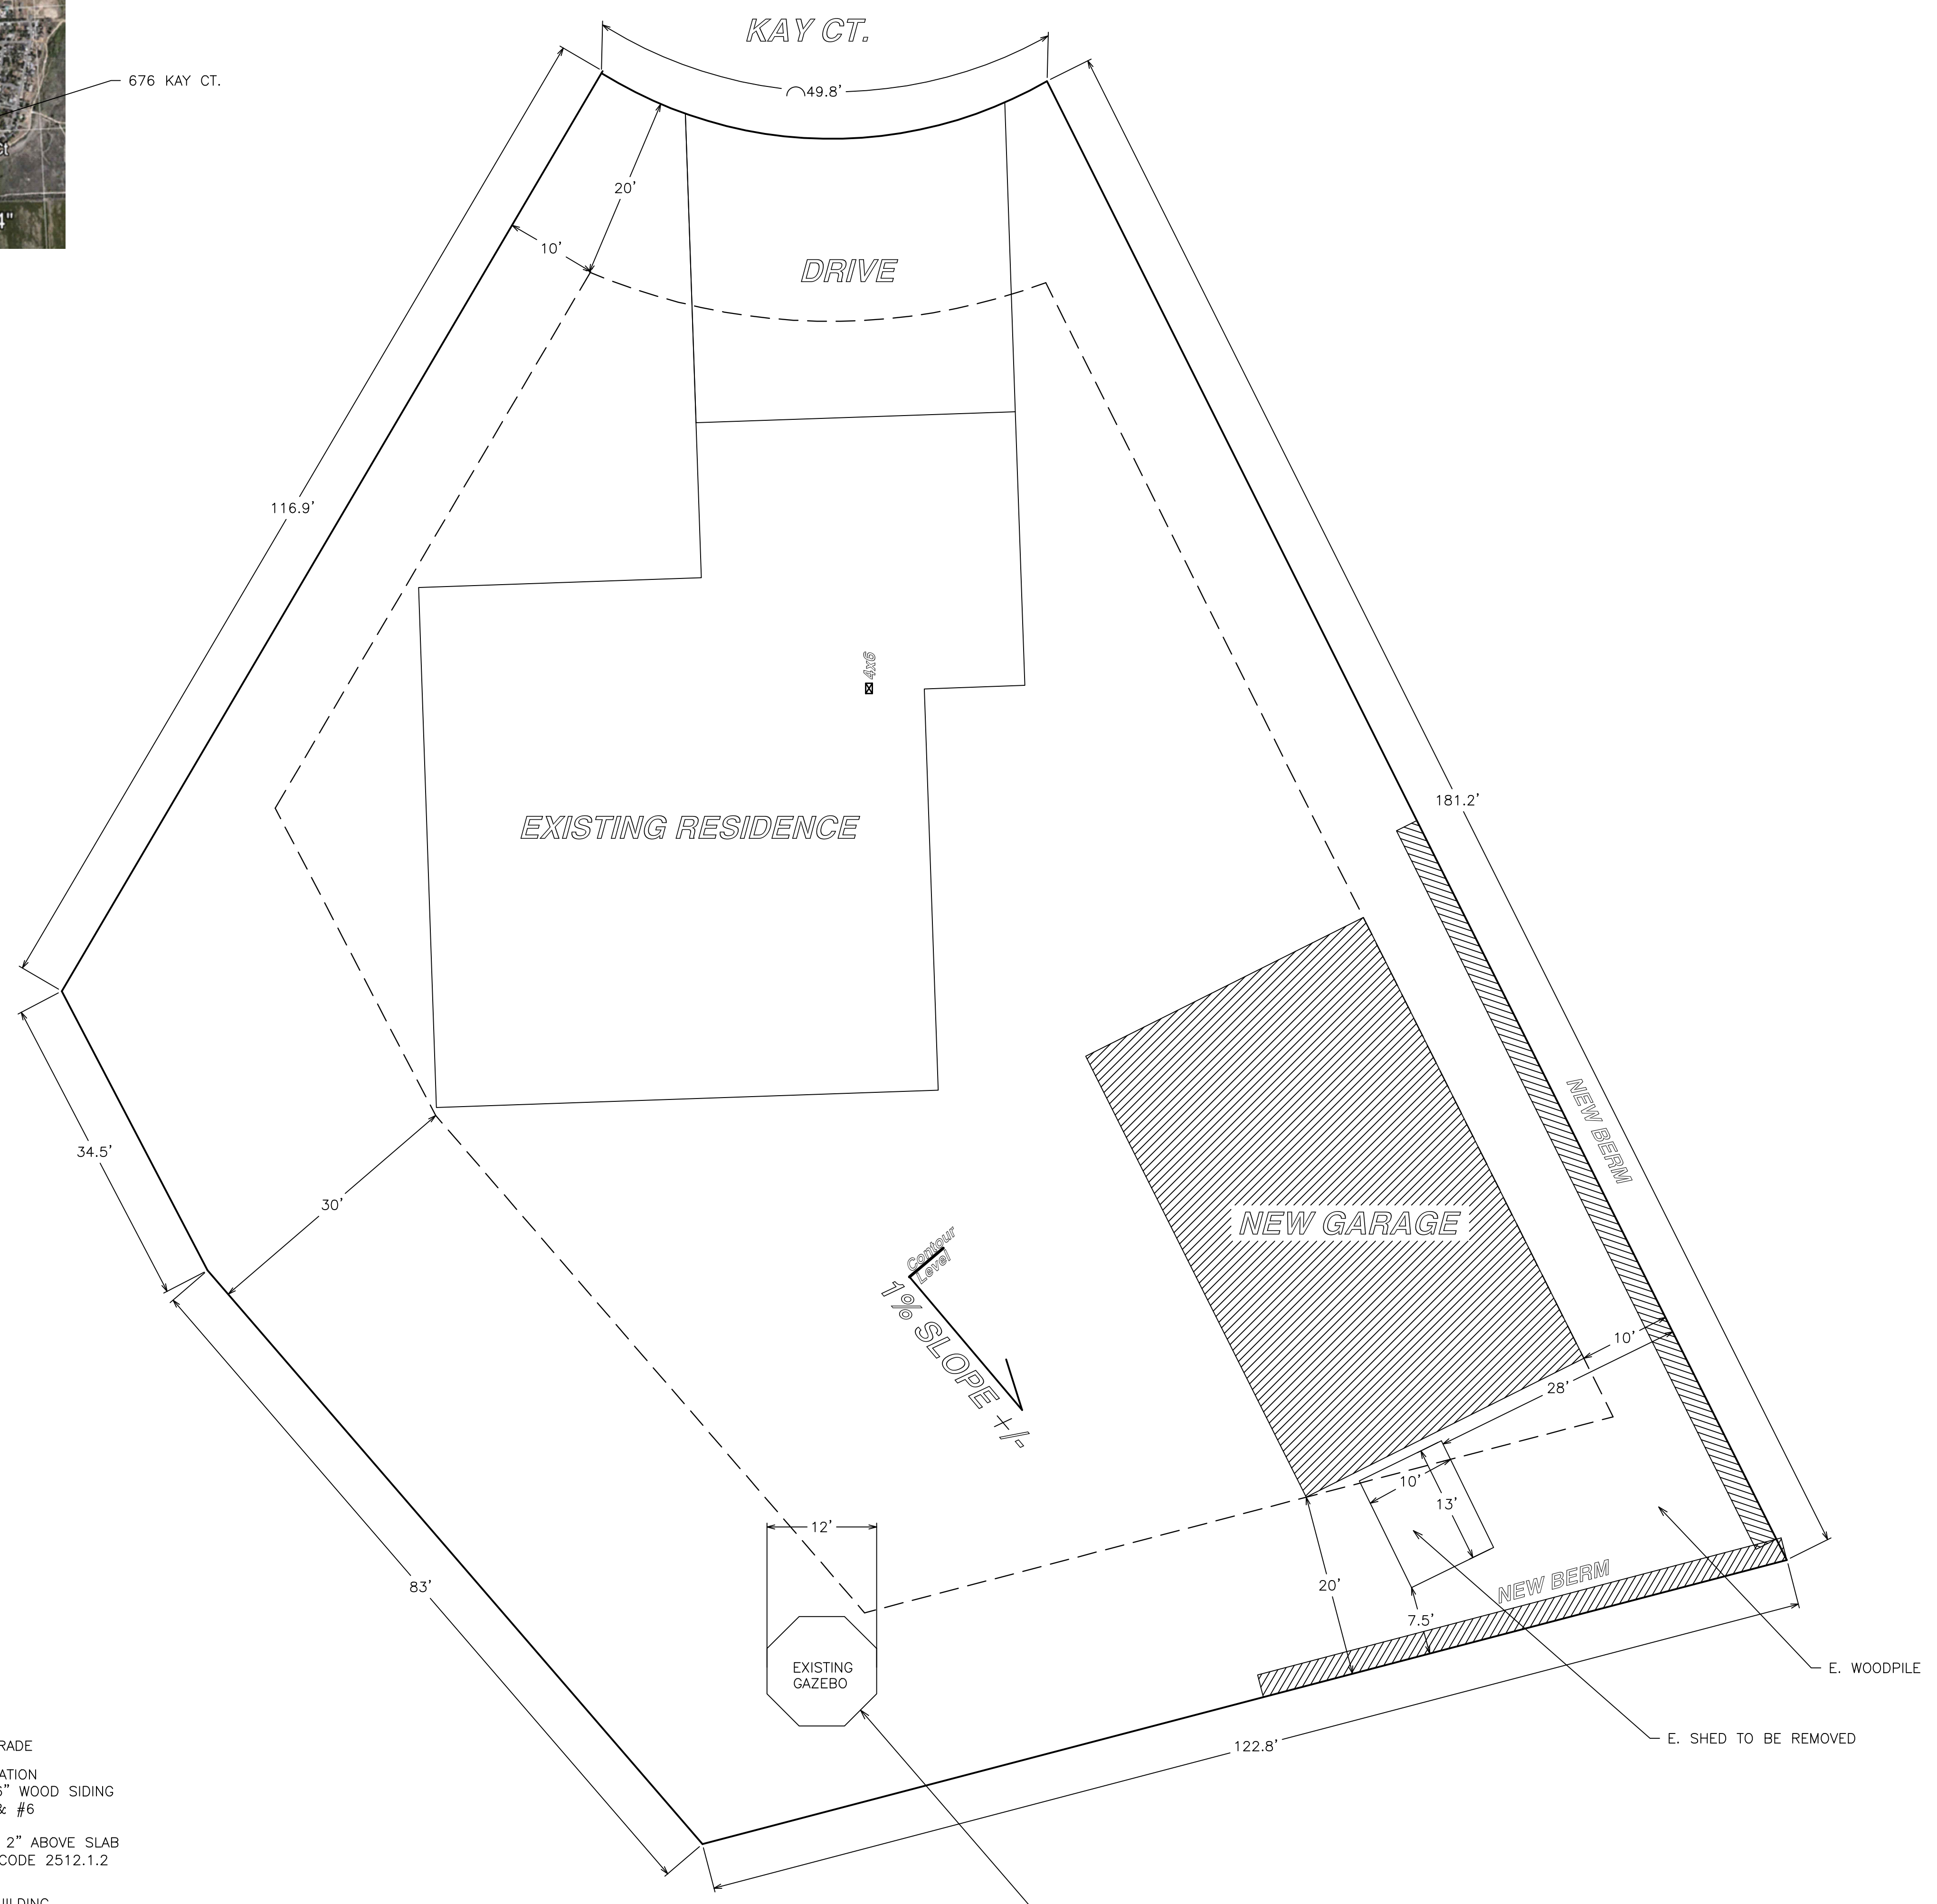 KAY CT.
676 KAY CT.
49.8'
20'
10'
DRIVE
116.9'
4x6
181.2'
EXISTING RESIDENCE
NEW BERM
34.5'
30'
NEW GARAGE
Contour
Level
1% SLOPE +/-
10'
28'
10'
13'
12'
20'
NEW BERM
83'
7.5'
EXISTING
GAZEBO
E. WOODPILE
E. SHED TO BE REMOVED
122.8'
RADE
ATION
6" WOOD SIDING
& #6
2" ABOVE SLAB
CODE 2512.1.2